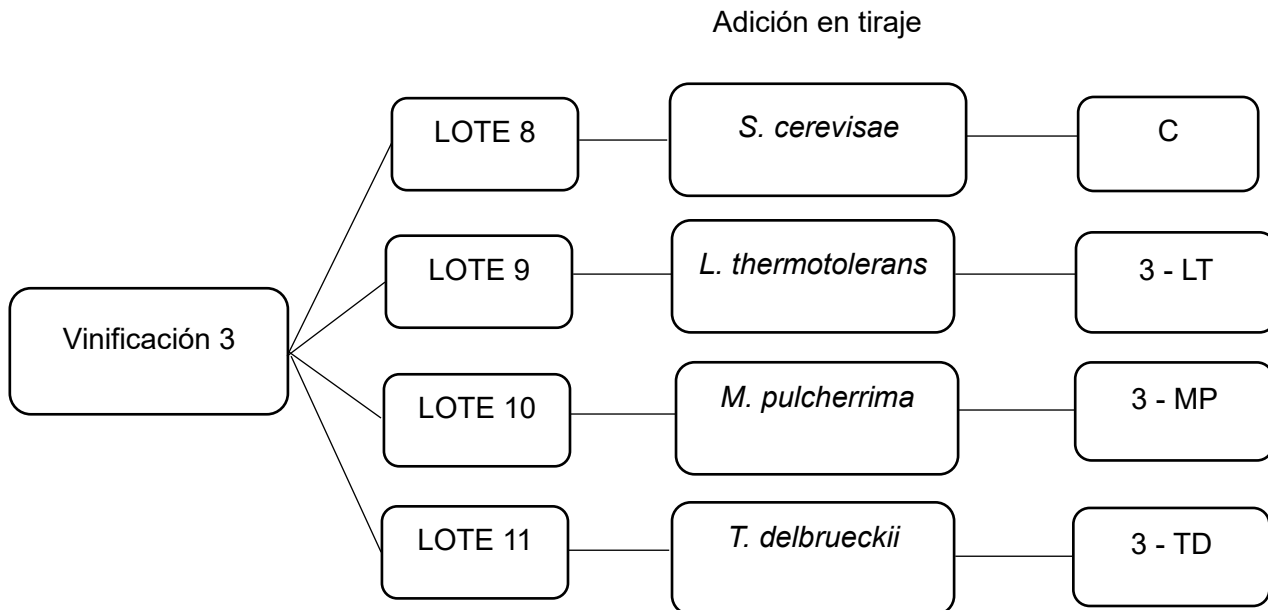 Adición en tiraje
LOTE 8
S. cerevisae
C
LOTE 9
L. thermotolerans
3 - LT
Vinificación 3
LOTE 10
M. pulcherrima
3 - MP
LOTE 11
T. delbrueckii
3 - TD